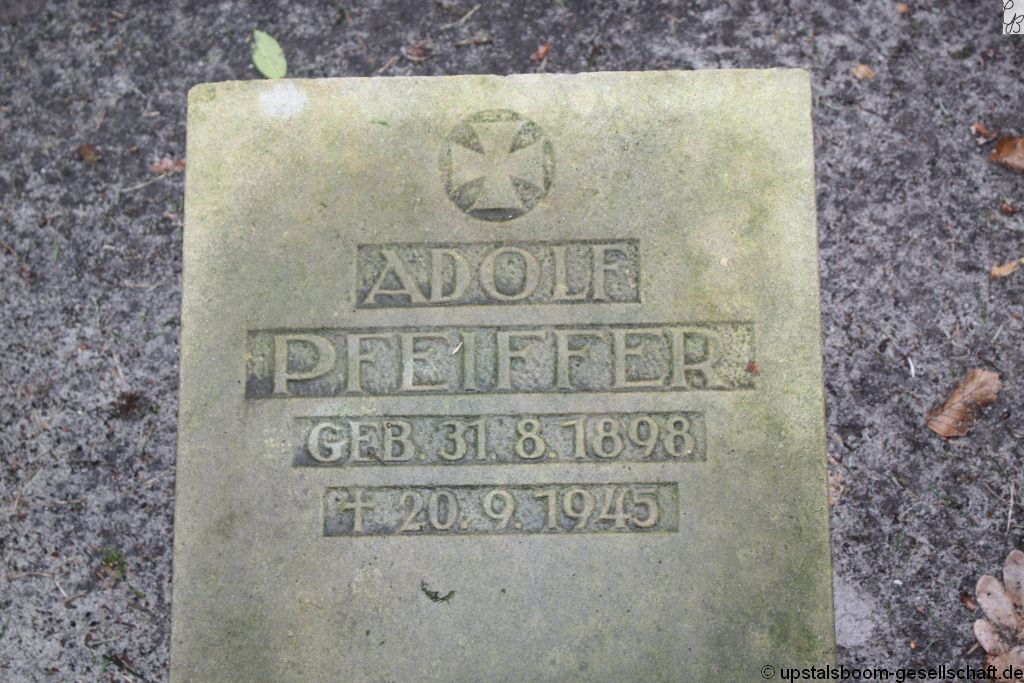 ADOLF
PFEIFFER
GEB. 31. 8. 1898
† 20. 9. 1945
© upstalsboom-gesellschaft.de